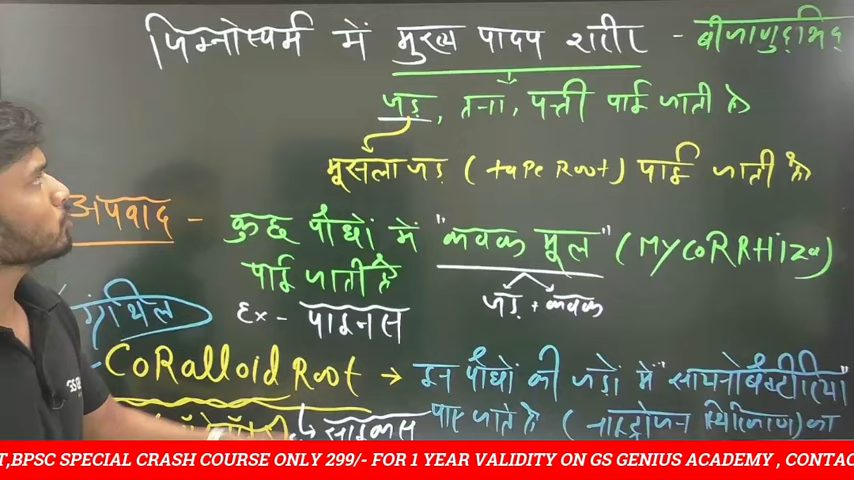 जिम्नोस्पर्म में मुख्य पादप शरीर - बीजाणुद्भिद्
जड़, तना, पत्ती पाई जाती है
मूसला जड़ (tape Root) पाई जाती है
अपवाद - कुछ पौधों में "कवक मूल" (MYCORRHiza)
पाई जाती है
जड़ + कवक
Ex - पाइनस
ग्रंथिल
- CoRalloid Root → इन पौधों की जड़ों में "सायनोबैक्टीरिया"
साइकस पाए जाते हैं (नाइट्रोजन स्थिरीकरण) का
T,BPSC SPECIAL CRASH COURSE ONLY 299/- FOR 1 YEAR VALIDITY ON GS GENIUS ACADEMY , CONTAC